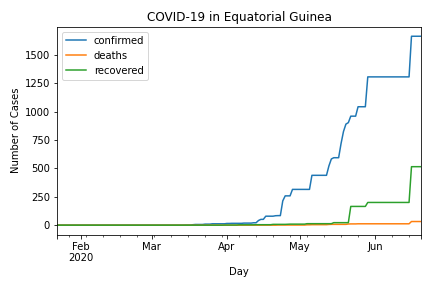 COVID-19 in Equatorial Guinea
confirmed
deaths
recovered
Number of Cases
1500
1250
1000
750
500
250
0
Feb
2020
Mar
Apr
May
Jun
Day